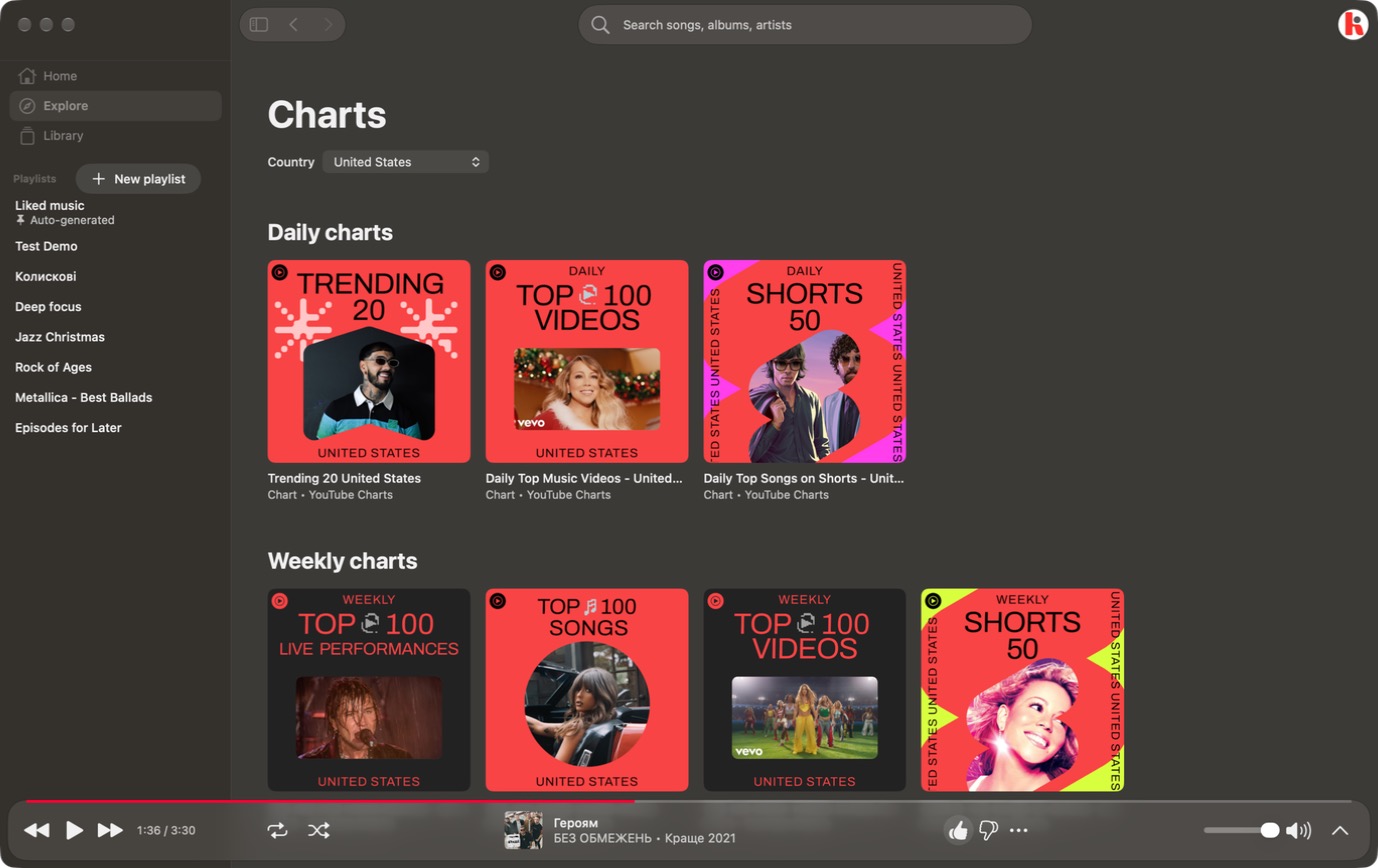 Search songs, albums, artists
Home
Explore
Library
Playlists
New playlist
Liked music
Auto-generated
Test Demo
Колискові
Deep focus
Jazz Christmas
Rock of Ages
Metallica - Best Ballads
Episodes for Later
Charts
Country
United States
Daily charts
TRENDING
20
UNITED STATES
Trending 20 United States
Chart • YouTube Charts
DAILY
TOP 100
VIDEOS
vevo
UNITED STATES
Daily Top Music Videos - United...
Chart • YouTube Charts
DAILY
SHORTS
50
TED STATES UNITED STATES
UNITED STATES UNITED STATES
Daily Top Songs on Shorts - Unit...
Chart • YouTube Charts
Weekly charts
WEEKLY
TOP 100
LIVE PERFORMANCES
UNITED STATES
TOP 100
SONGS
UNITED STATES
WEEKLY
TOP 100
VIDEOS
vevo
UNITED STATES
WEEKLY
SHORTS
50
TED STATES UNITED STATES
UNITED STATES UNITED STATES
1:36 / 3:30
Героям
БЕЗ ОБМЕЖЕНЬ • Краще 2021